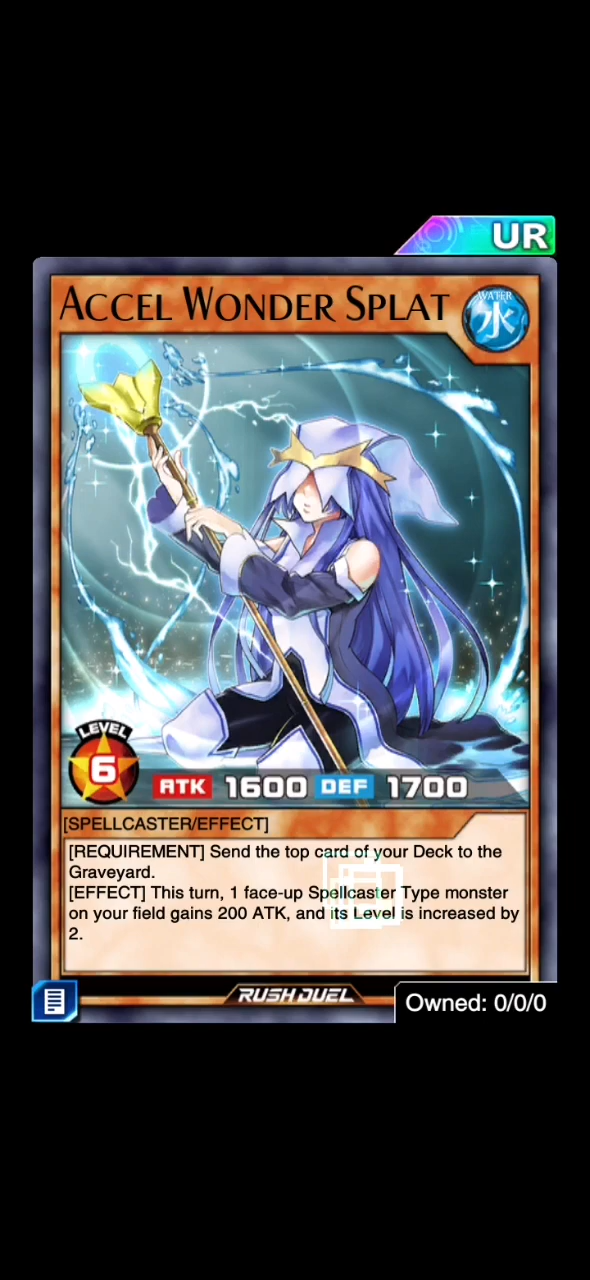 UR
ACCEL WONDER SPLAT
WATER
水
LEVEL
6
ATK 1600 DEF 1700
[SPELLCASTER/EFFECT]
[REQUIREMENT] Send the top card of your Deck to the
Graveyard.
[EFFECT] This turn, 1 face-up Spellcaster Type monster
on your field gains 200 ATK, and its Level is increased by
2.
RUSH DUEL
Owned: 0/0/0